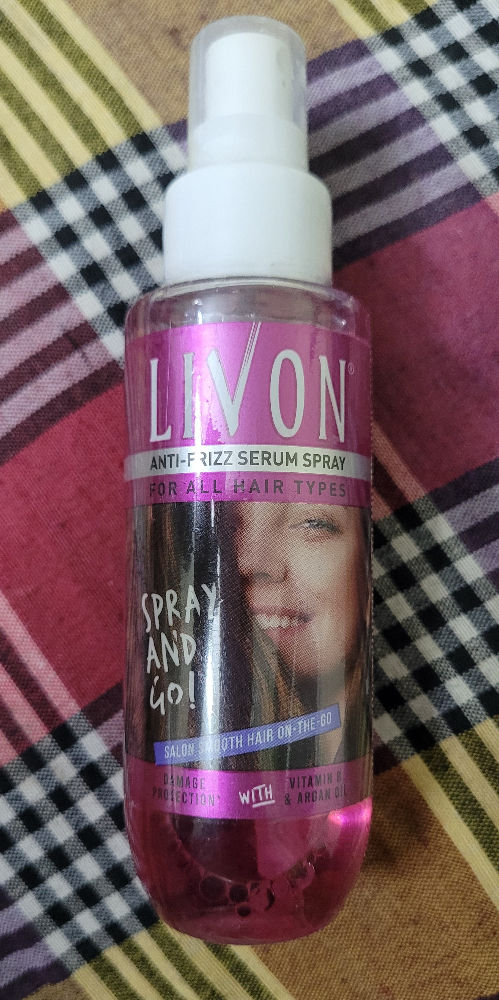 LIVON®
ANTI-FRIZZ SERUM SPRAY
FOR ALL HAIR TYPES
SPRAY
AND
GO!
SALON SMOOTH HAIR ON-THE-GO
DAMAGE
PROTECTION*
WITH
VITAMIN E
& ARGAN OIL